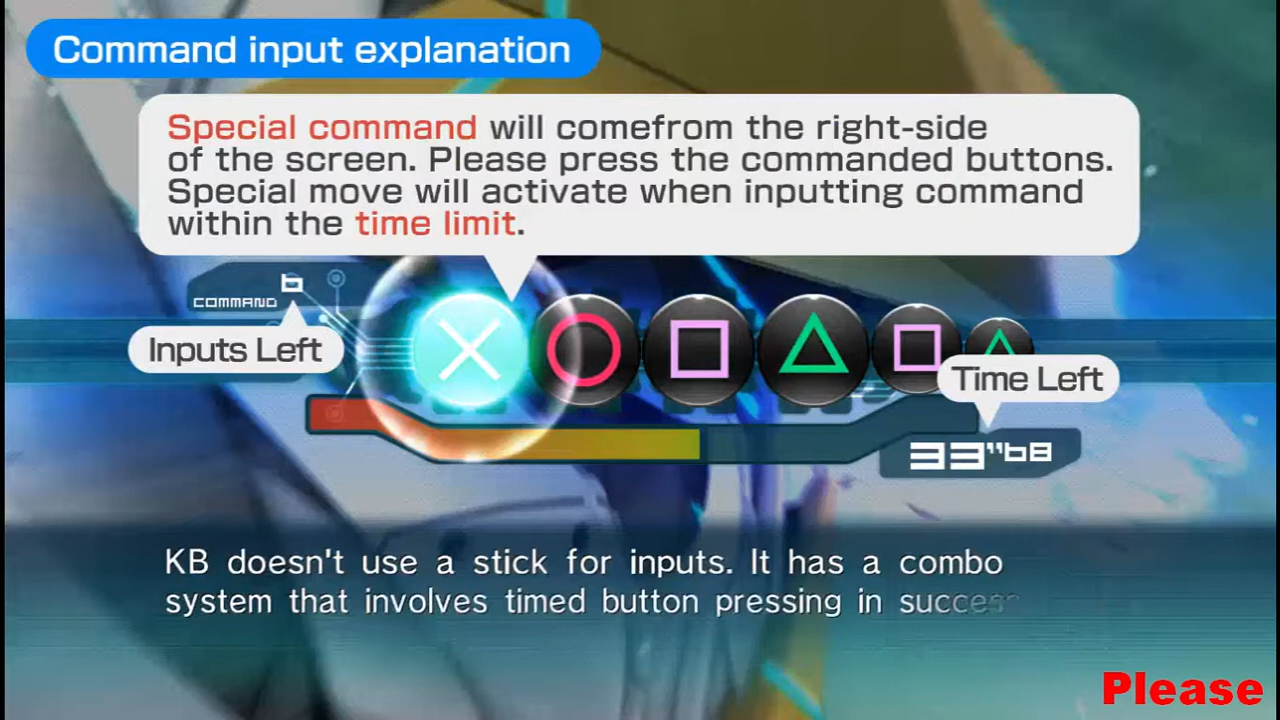 Command input explanation
Special command will comefrom the right-side
of the screen. Please press the commanded buttons.
Special move will activate when inputting command
within the time limit.
6
COMMAND
Inputs Left
Time Left
33"68
KB doesn't use a stick for inputs. It has a combo
system that involves timed button pressing in success
Please